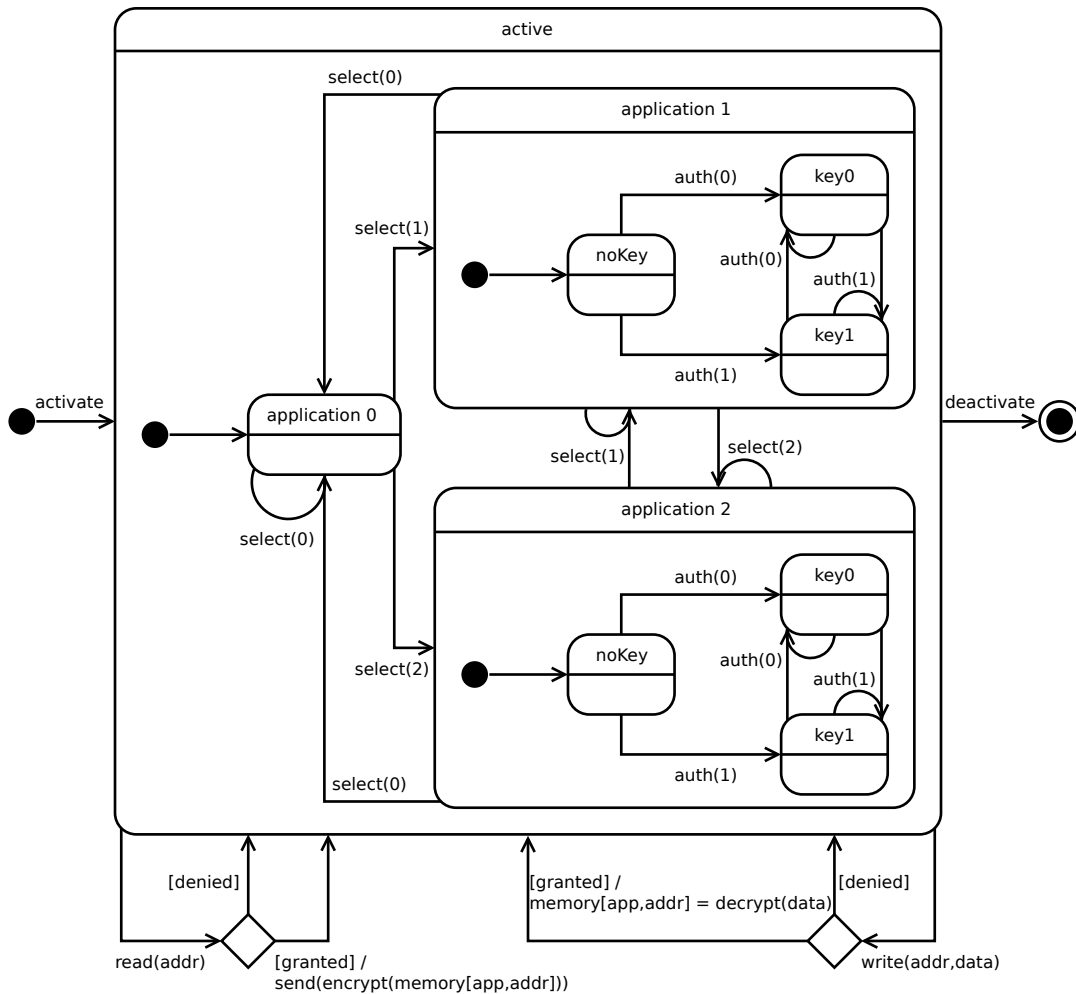 active
select(0)
application 1
auth(0)
key0
select(1)
noKey
auth(0)
auth(1)
key1
auth(1)
activate
application 0
deactivate
select(1)
select(2)
select(0)
application 2
auth(0)
key0
noKey
auth(0)
select(2)
auth(1)
key1
auth(1)
select(0)
[denied]
[granted] /
memory[app,addr] = decrypt(data)
[denied]
read(addr)
[granted] /
send(encrypt(memory[app,addr]))
write(addr,data)